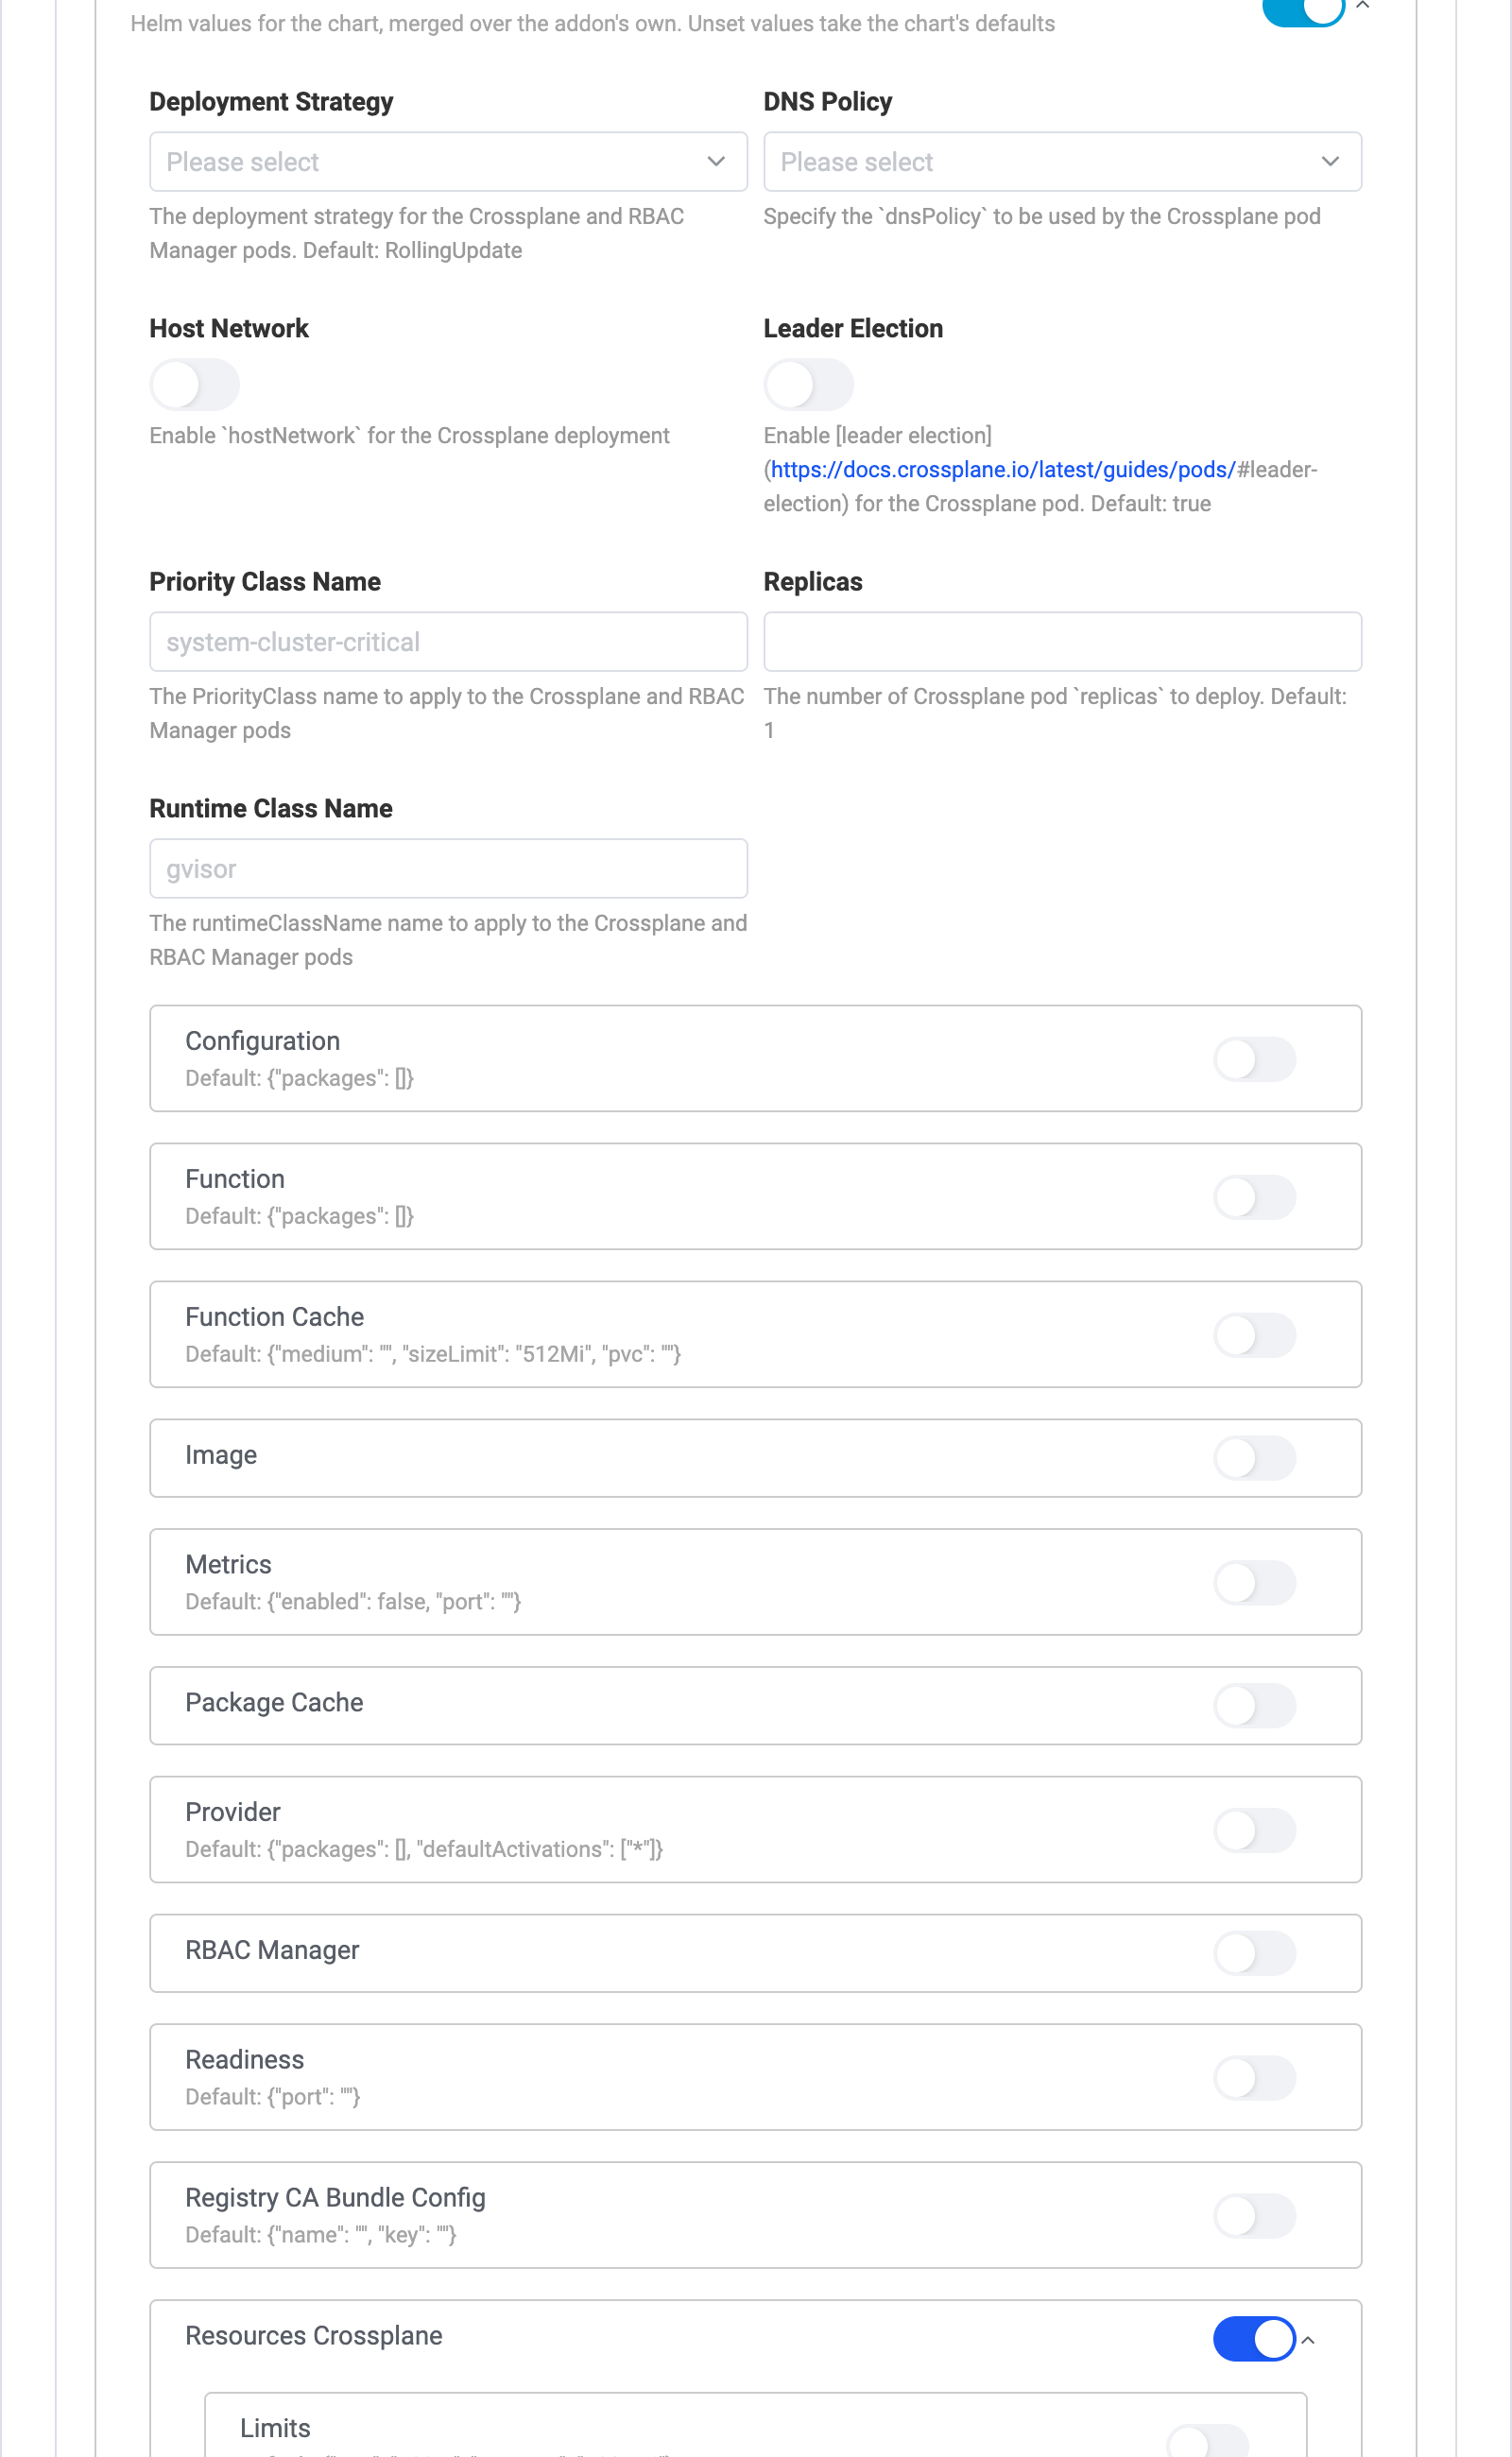 Helm values for the chart, merged over the addon's own. Unset values take the chart's defaults
Deployment Strategy
Please select
The deployment strategy for the Crossplane and RBAC
Manager pods. Default: RollingUpdate
DNS Policy
Please select
Specify the `dnsPolicy` to be used by the Crossplane pod
Host Network
Enable `hostNetwork` for the Crossplane deployment
Leader Election
Enable [leader election]
(https://docs.crossplane.io/latest/guides/pods/#leader-
election) for the Crossplane pod. Default: true
Priority Class Name
system-cluster-critical
The PriorityClass name to apply to the Crossplane and RBAC
Manager pods
Replicas
The number of Crossplane pod `replicas` to deploy. Default:
1
Runtime Class Name
gvisor
The runtimeClassName name to apply to the Crossplane and
RBAC Manager pods
Configuration
Default: {"packages": []}
Function
Default: {"packages": []}
Function Cache
Default: {"medium": "", "sizeLimit": "512Mi", "pvc": ""}
Image
Metrics
Default: {"enabled": false, "port": ""}
Package Cache
Provider
Default: {"packages": [], "defaultActivations": ["*"]}
RBAC Manager
Readiness
Default: {"port": ""}
Registry CA Bundle Config
Default: {"name": "", "key": ""}
Resources Crossplane
Limits